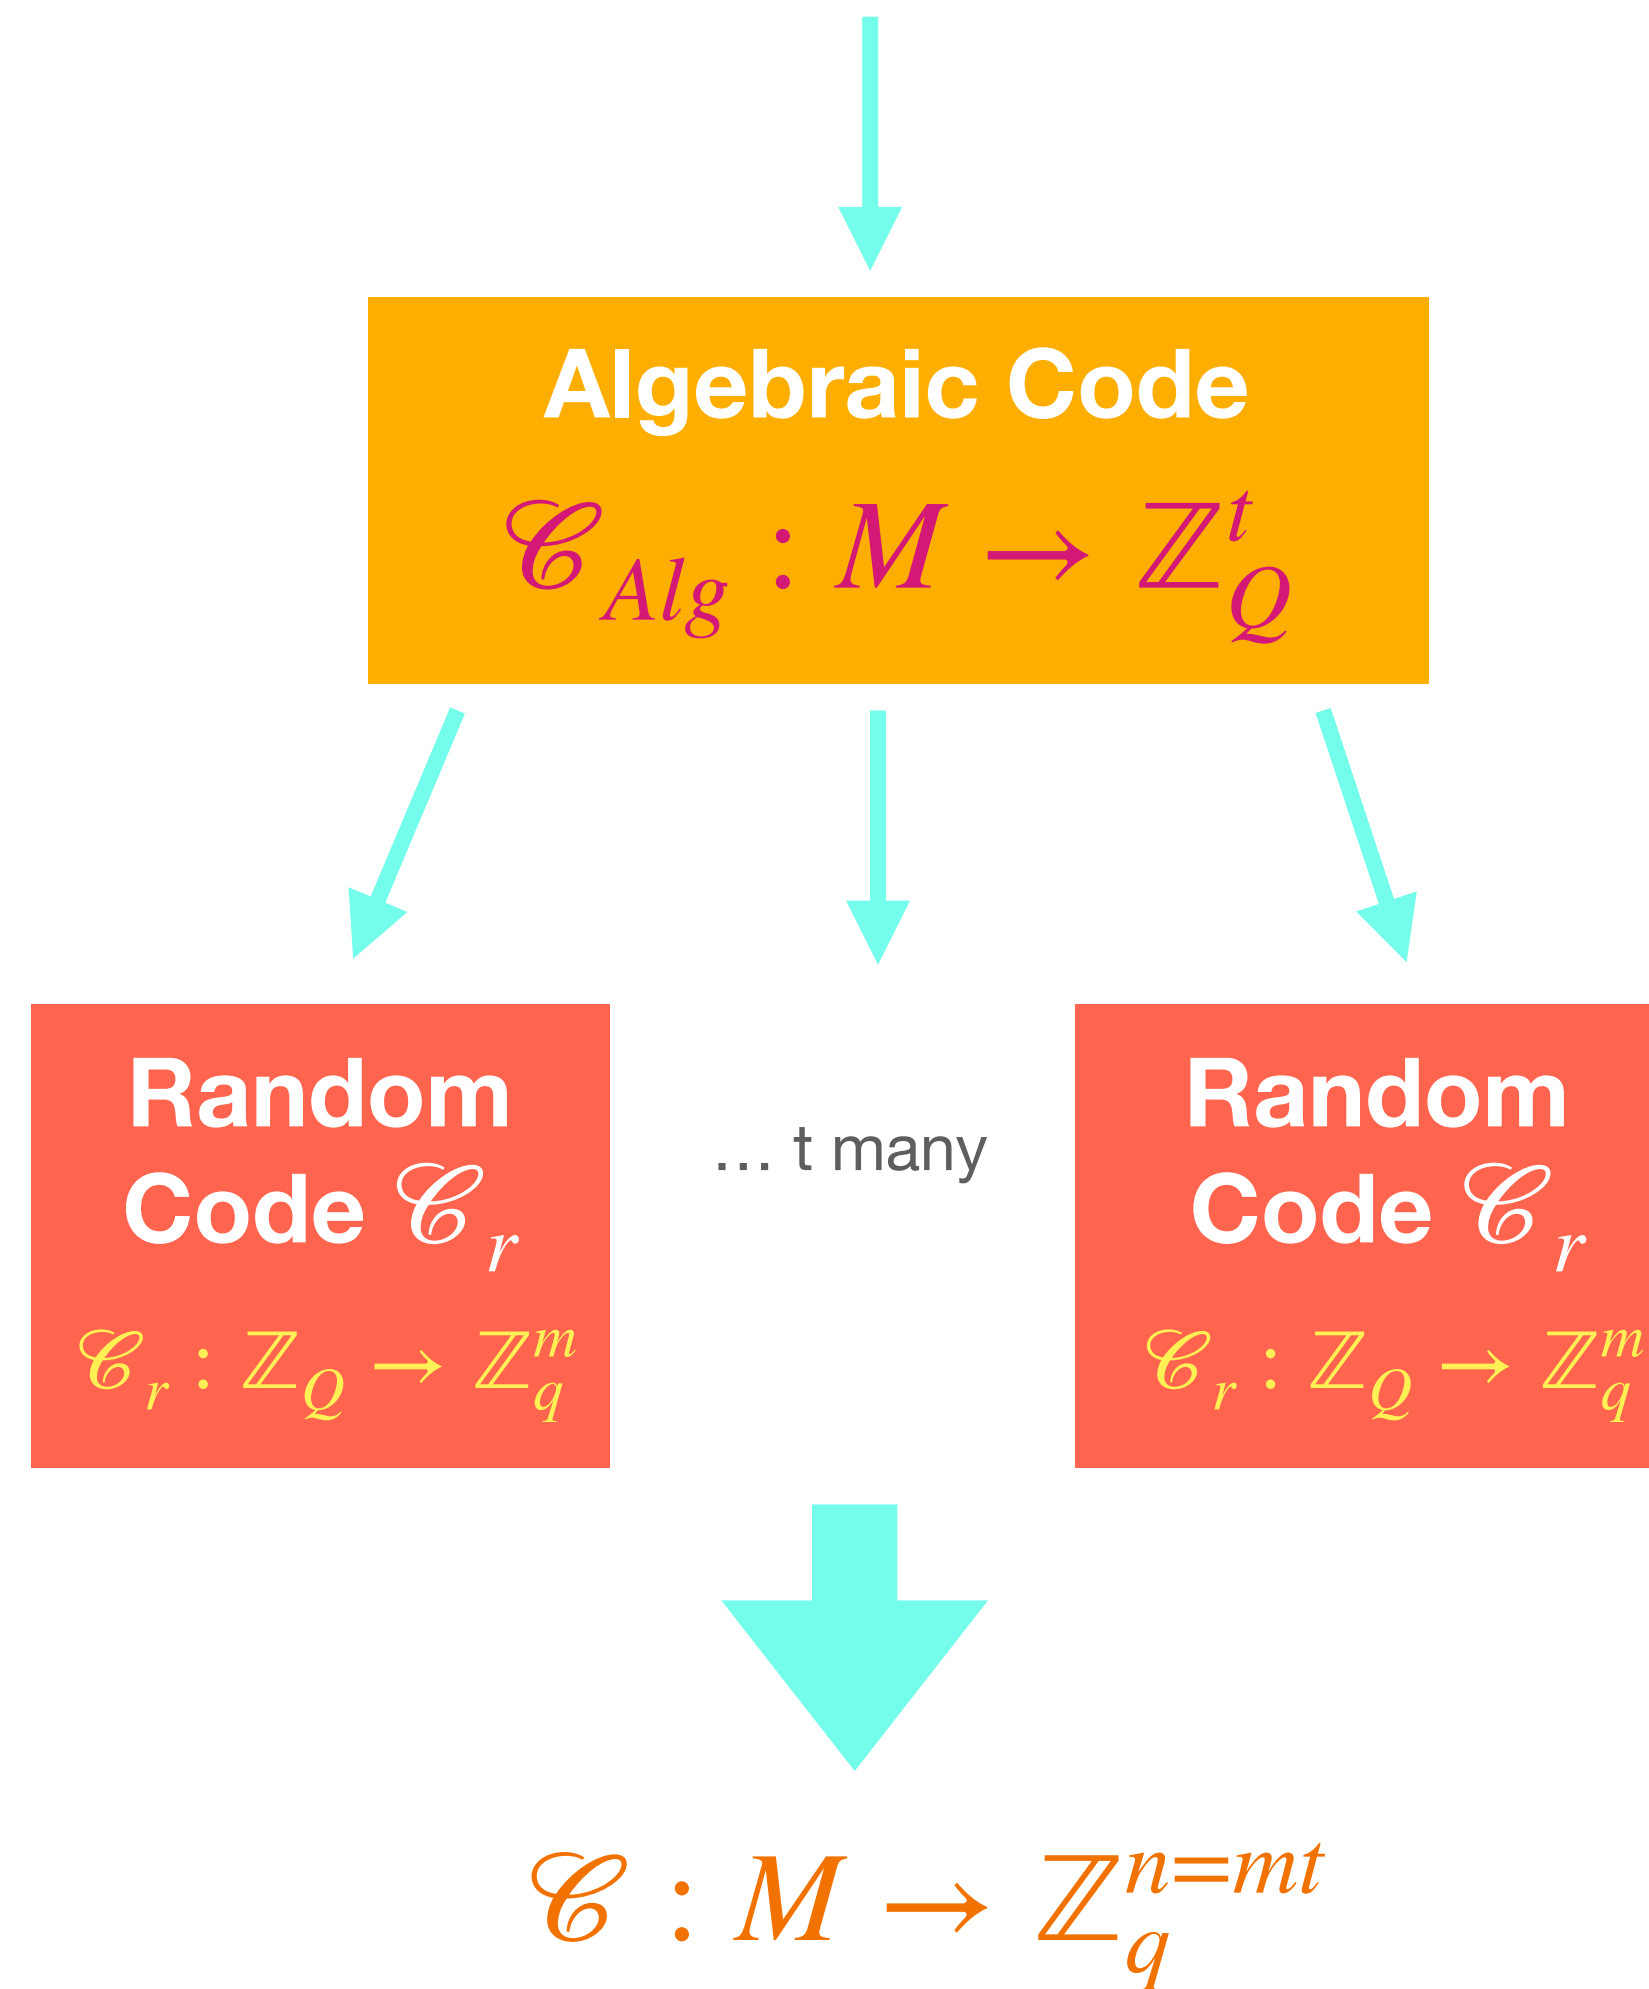 Algebraic Code
𝒞_Alg : M → ℤ_Q^t
Random
Code 𝒞_r
𝒞_r : ℤ_Q → ℤ_q^m
… t many
Random
Code 𝒞_r
𝒞_r : ℤ_Q → ℤ_q^m
𝒞 : M → ℤ_q^{n=mt}